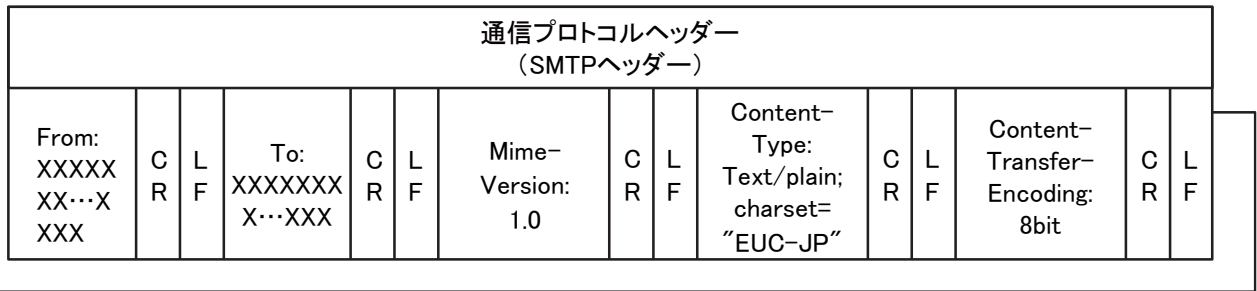 通信プロトコルヘッダー
（SMTPヘッダー）
From:
XXXXX
XX…X
XXX
C
R
L
F
To:
XXXXXXX
X…XXX
C
R
L
F
Mime-
Version:
1.0
C
R
L
F
Content-
Type:
Text/plain;
charset=
"EUC-JP"
C
R
L
F
Content-
Transfer-
Encoding:
8bit
C
R
L
F